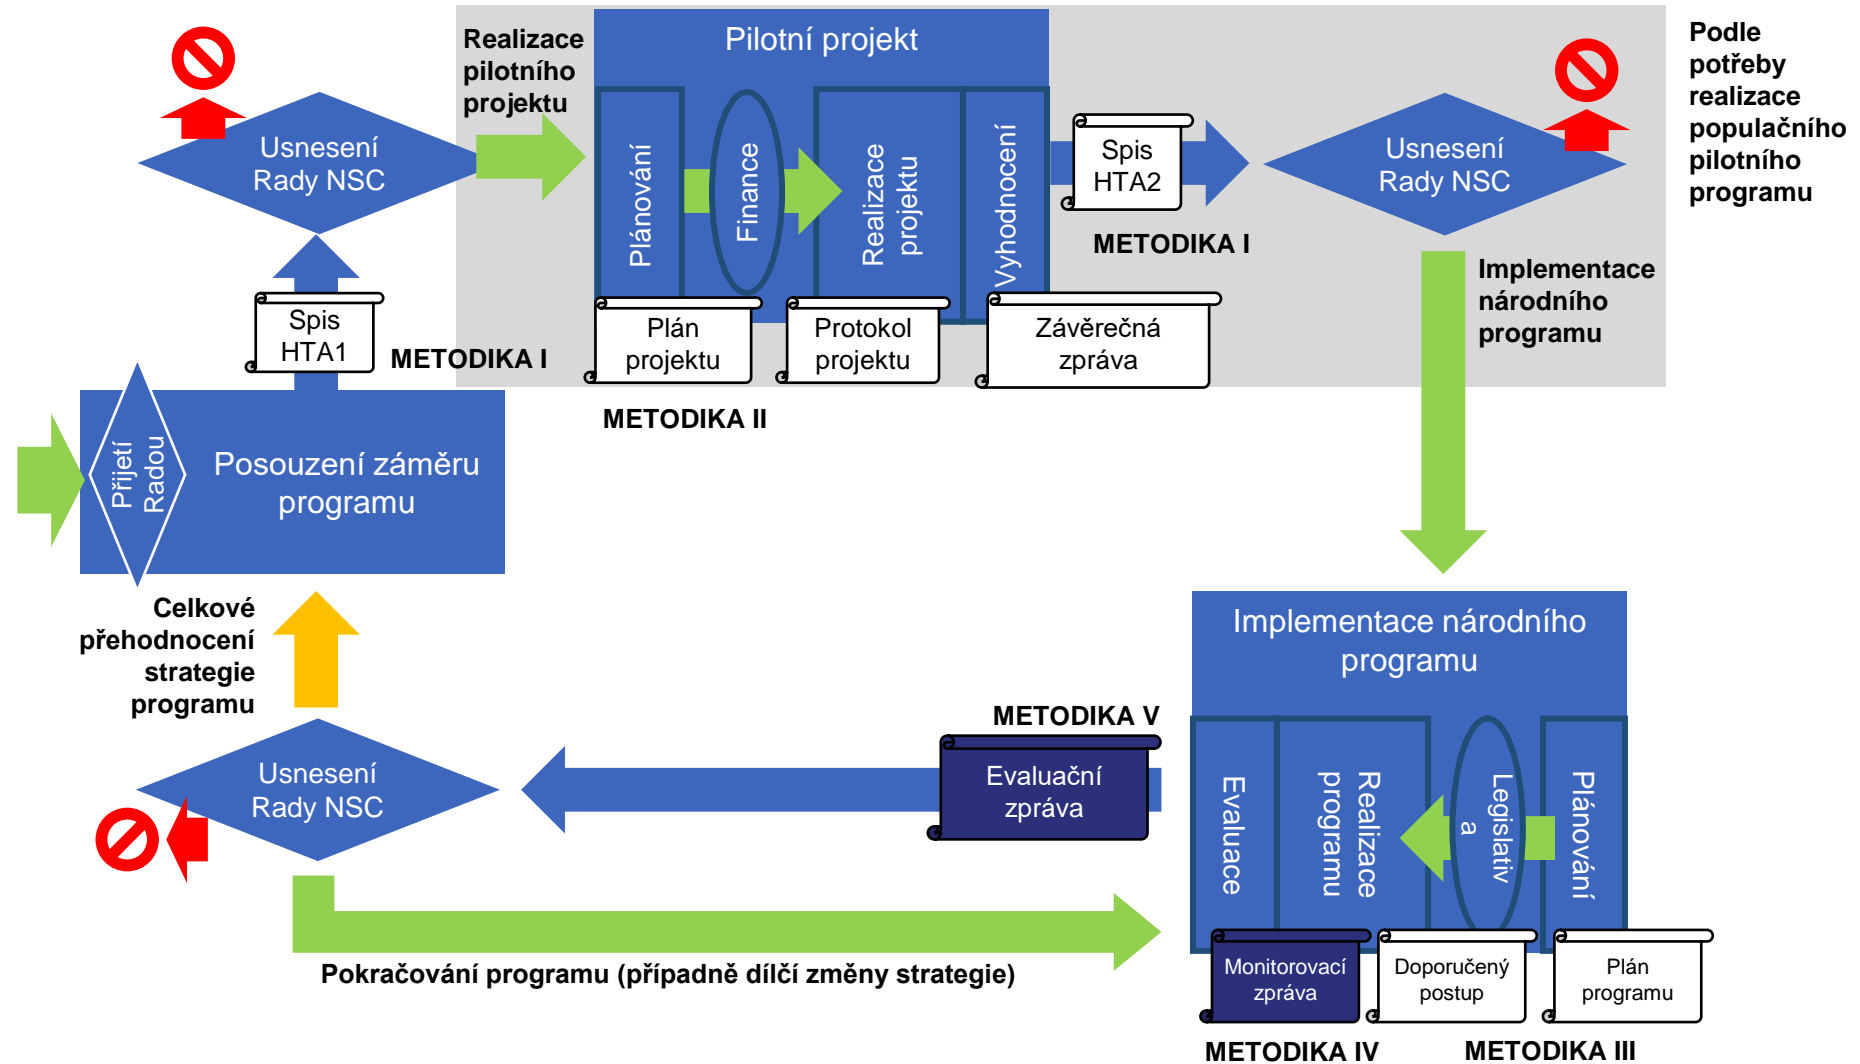 Realizace
pilotního
projektu
Pilotní projekt
Podle
potřeby
realizace
populačního
pilotního
programu
Usnesení
Rady NSC
Plánování
Finance
Realizace
projektu
Vyhodnocení
Spis
HTA2
Usnesení
Rady NSC
METODIKA I
Implementace
národního
programu
Spis
HTA1
METODIKA I
Plán
projektu
Protokol
projektu
Závěrečná
zpráva
METODIKA II
Přijetí
Radou
Posouzení záměru
programu
Celkové
přehodnocení
strategie
programu
Implementace národního
programu
METODIKA V
Usnesení
Rady NSC
Evaluační
zpráva
Evaluace
Realizace
programu
Legislativ
a
Plánování
Monitorovací
zpráva
Doporučený
postup
Plán
programu
Pokračování programu (případně dílčí změny strategie)
METODIKA IV
METODIKA III